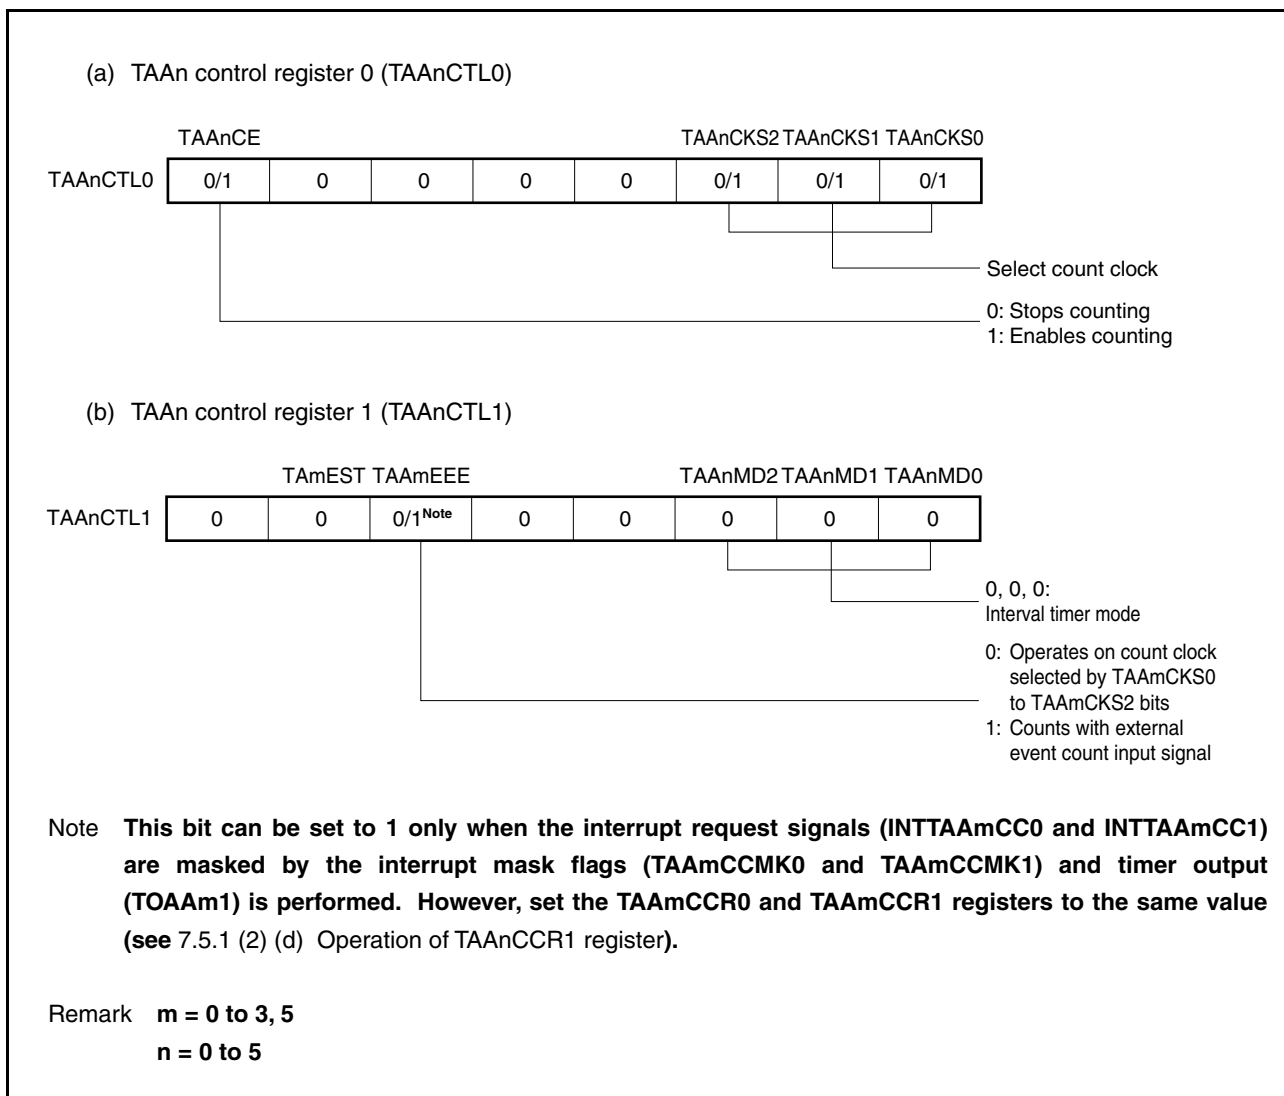 (a) TAAn control register 0 (TAAnCTL0)
TAAnCE TAAnCKS2 TAAnCKS1 TAAnCKS0
TAAnCTL0 0/1 0 0 0 0 0/1 0/1 0/1
Select count clock
0: Stops counting
1: Enables counting
(b) TAAn control register 1 (TAAnCTL1)
TAmEST TAAmEEE TAAnMD2 TAAnMD1 TAAnMD0
TAAnCTL1 0 0 0/1Note 0 0 0 0 0
0, 0, 0:
Interval timer mode
0: Operates on count clock
selected by TAAmCKS0
to TAAmCKS2 bits
1: Counts with external
event count input signal
Note This bit can be set to 1 only when the interrupt request signals (INTTAAmCC0 and INTTAAmCC1)
are masked by the interrupt mask flags (TAAmCCMK0 and TAAmCCMK1) and timer output
(TOAAm1) is performed. However, set the TAAmCCR0 and TAAmCCR1 registers to the same value
(see 7.5.1 (2) (d) Operation of TAAnCCR1 register).
Remark m = 0 to 3, 5
n = 0 to 5